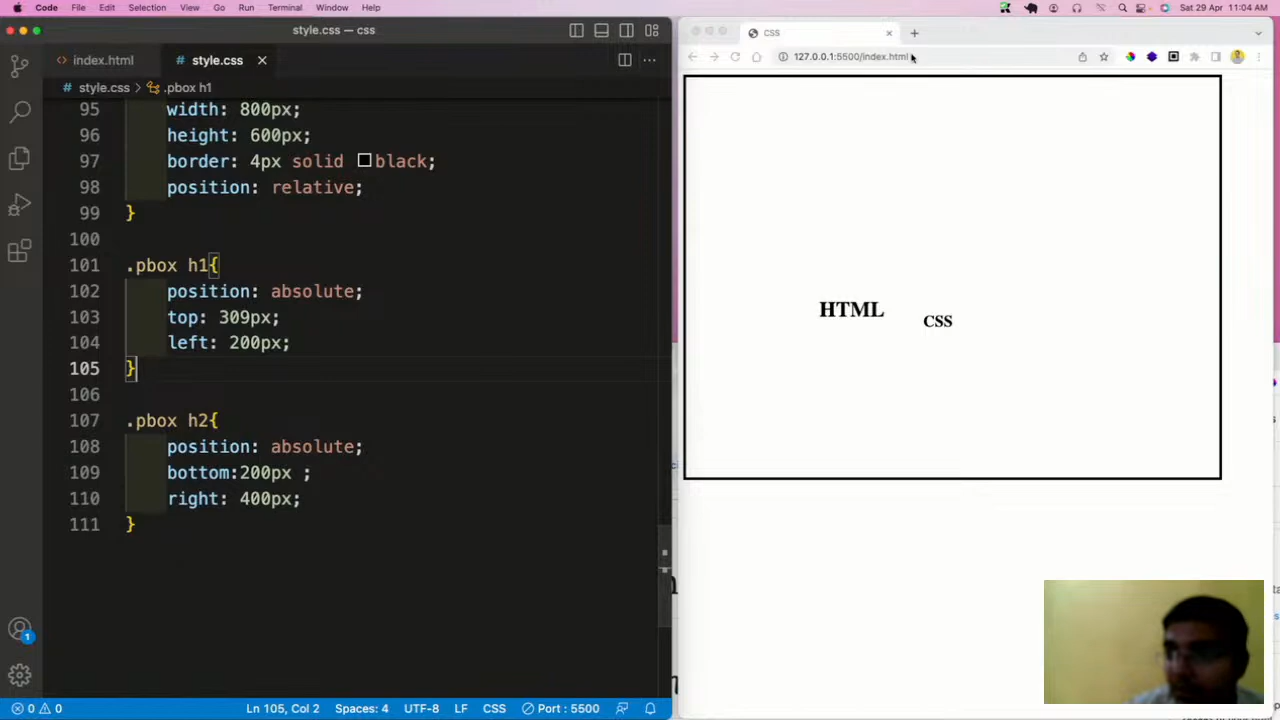 Code File Edit Selection View Go Run Terminal Window Help
Sat 29 Apr 11:04 AM
style.css — css
index.html
style.css
style.css > .pbox h1
95 width: 800px;
96 height: 600px;
97 border: 4px solid black;
98 position: relative;
99 }
100
101 .pbox h1{
102 position: absolute;
103 top: 309px;
104 left: 200px;
105 }
106
107 .pbox h2{
108 position: absolute;
109 bottom:200px ;
110 right: 400px;
111 }
1
0 0 Ln 105, Col 2 Spaces: 4 UTF-8 LF CSS Port : 5500
CSS
127.0.0.1:5500/index.html
HTML
CSS